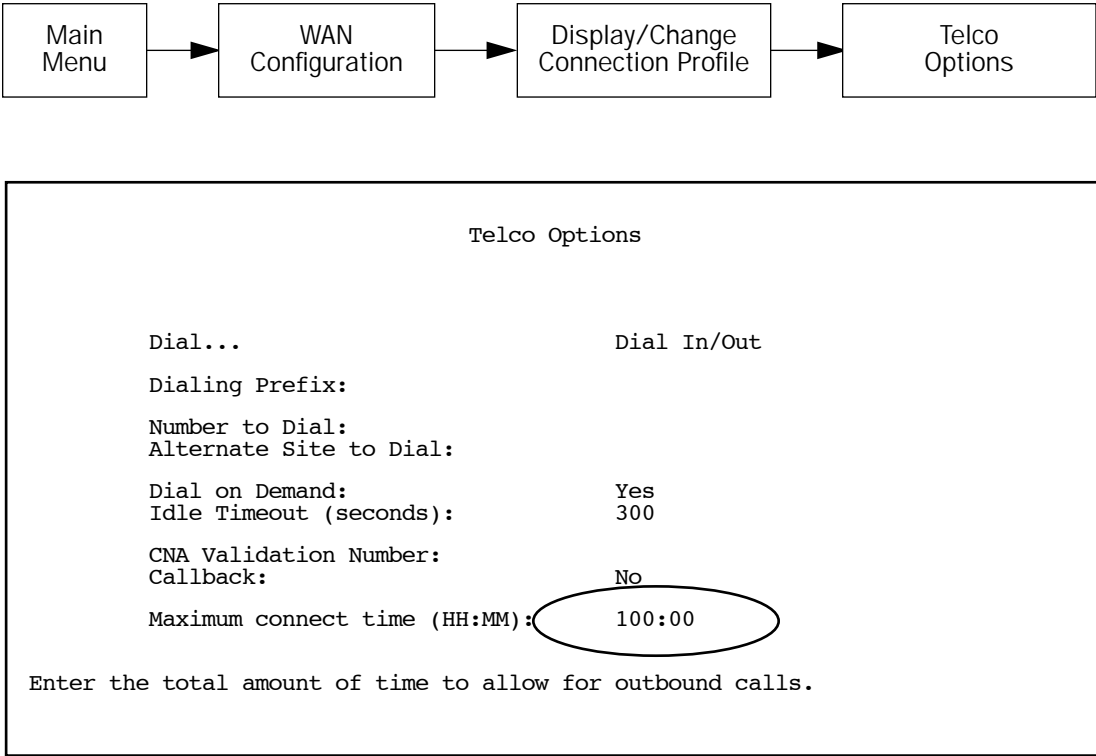 Main
Menu
WAN
Configuration
Display/Change
Connection Profile
Telco
Options
Telco Options
Dial... Dial In/Out
Dialing Prefix:
Number to Dial:
Alternate Site to Dial:
Dial on Demand: Yes
Idle Timeout (seconds): 300
CNA Validation Number:
Callback: No
Maximum connect time (HH:MM): 100:00
Enter the total amount of time to allow for outbound calls.